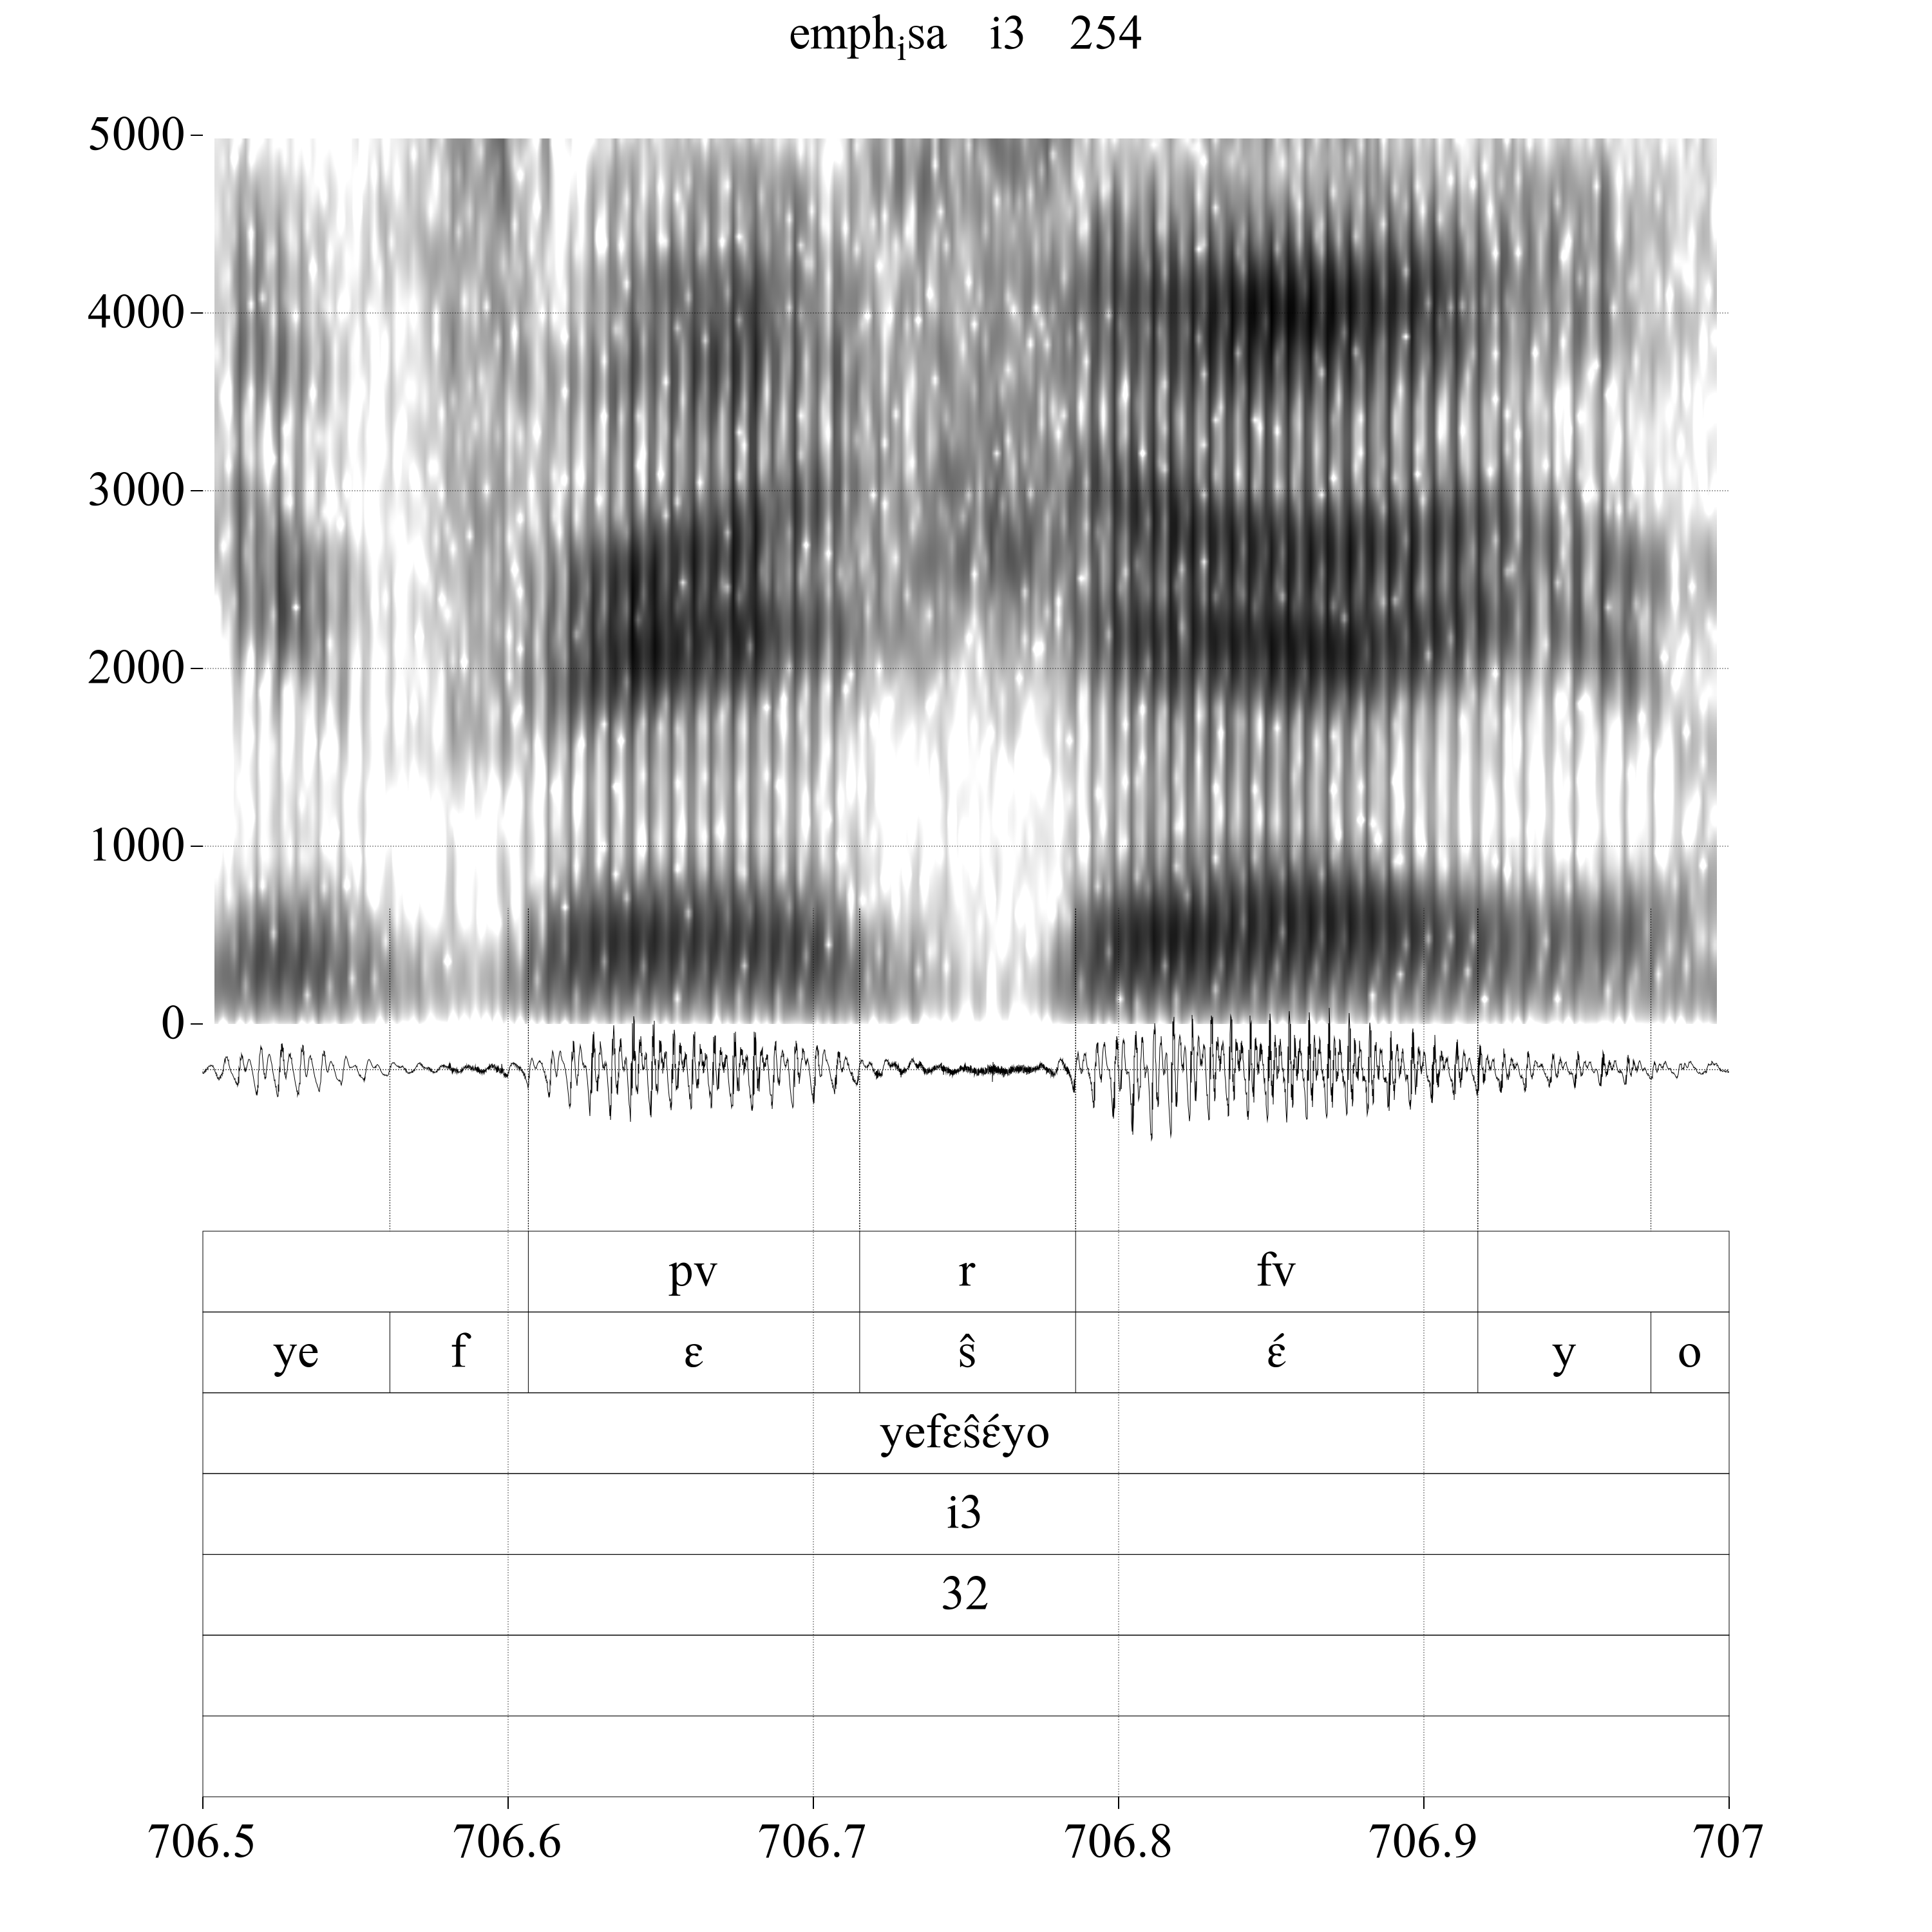 emphᵢsa i3 254
5000
4000
3000
2000
1000
0
pv r fv
ye f ɛ ŝ ɛ́ y o
yefɛŝɛ́yo
i3
32
706.5 706.6 706.7 706.8 706.9 707